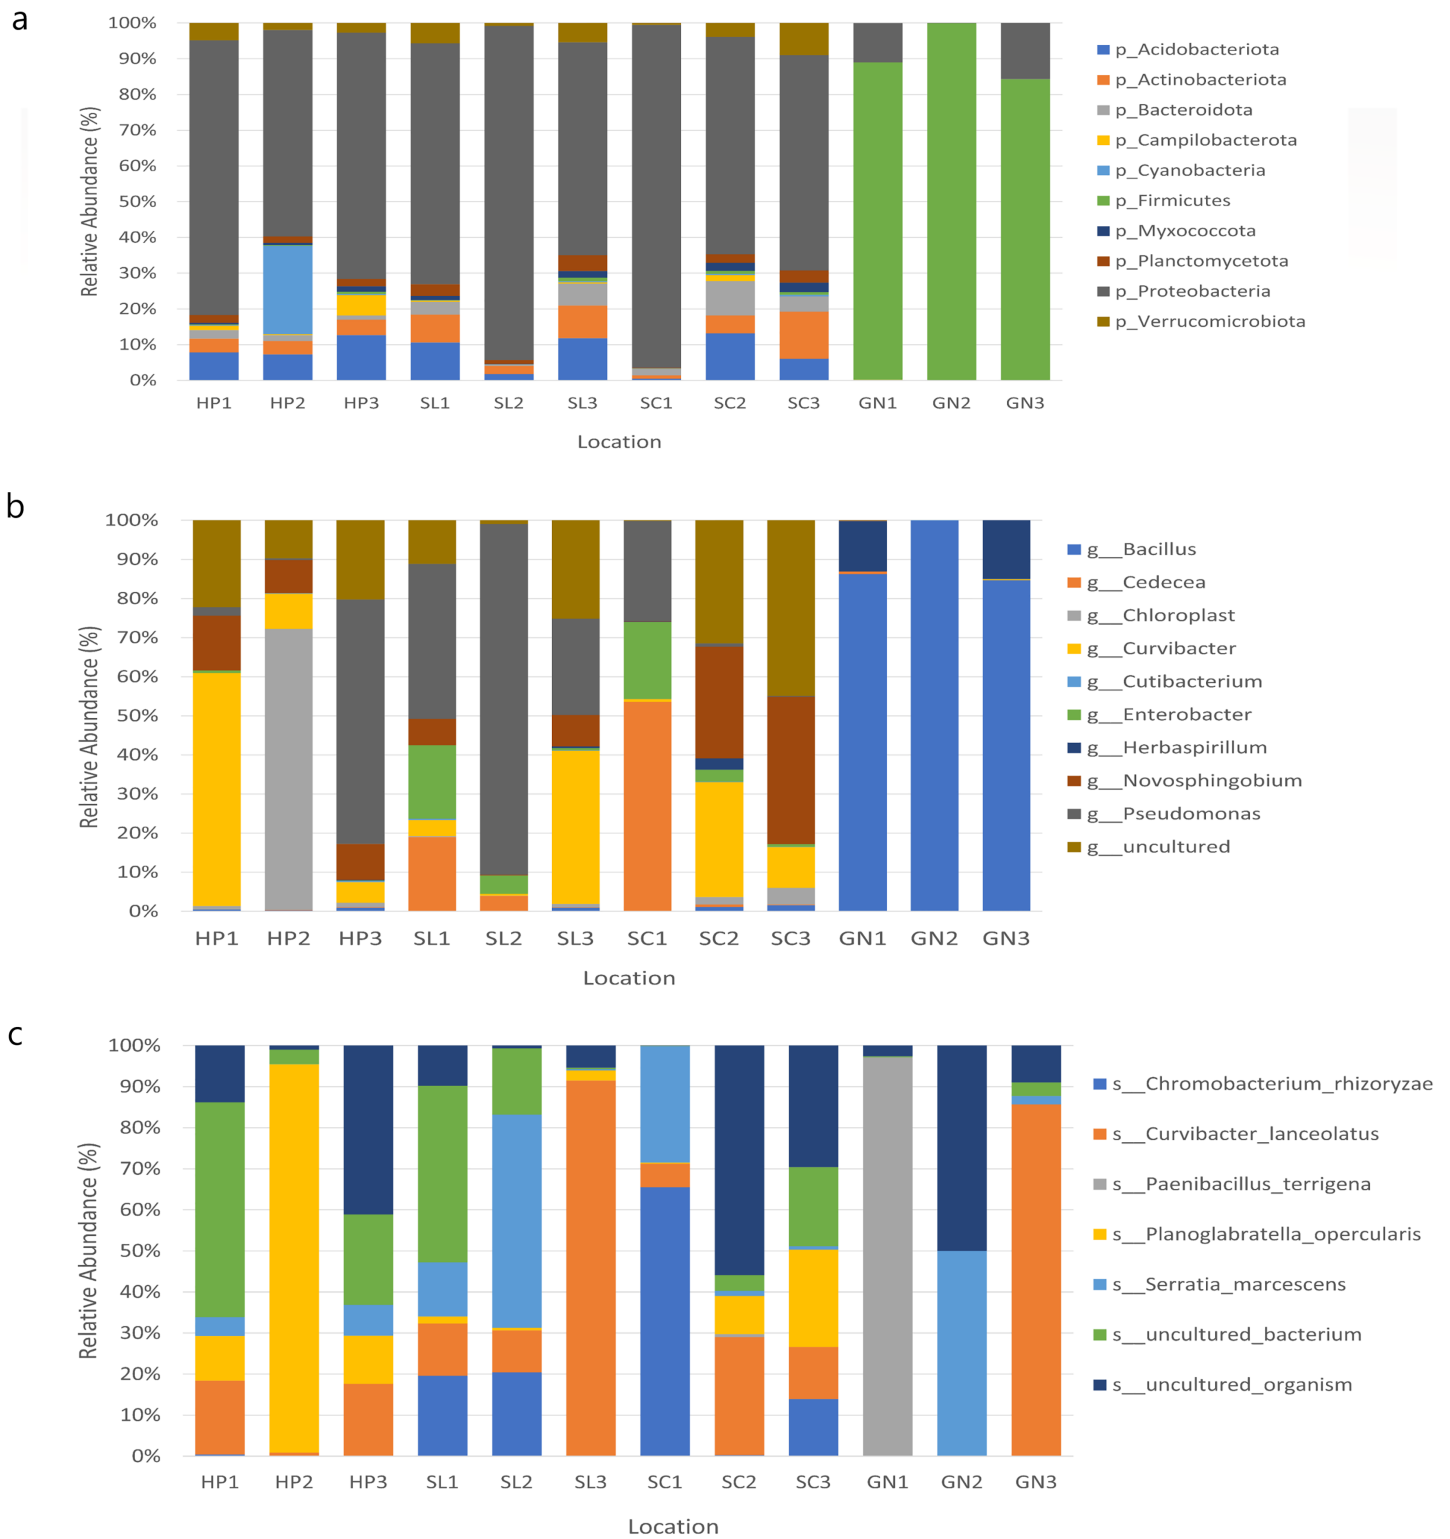 a
Relative Abundance (%)
100%
90%
80%
70%
60%
50%
40%
30%
20%
10%
0%
HP1 HP2 HP3 SL1 SL2 SL3 SC1 SC2 SC3 GN1 GN2 GN3
Location
p_Acidobacteriota
p_Actinobacteriota
p_Bacteroidota
p_Campilobacterota
p_Cyanobacteria
p_Firmicutes
p_Myxococcota
p_Planctomycetota
p_Proteobacteria
p_Verrucomicrobiota
b
Relative Abundance (%)
100%
90%
80%
70%
60%
50%
40%
30%
20%
10%
0%
HP1 HP2 HP3 SL1 SL2 SL3 SC1 SC2 SC3 GN1 GN2 GN3
Location
g__Bacillus
g__Cedecea
g__Chloroplast
g__Curvibacter
g__Cutibacterium
g__Enterobacter
g__Herbaspirillum
g__Novosphingobium
g__Pseudomonas
g__uncultured
c
Relative Abundance (%)
100%
90%
80%
70%
60%
50%
40%
30%
20%
10%
0%
HP1 HP2 HP3 SL1 SL2 SL3 SC1 SC2 SC3 GN1 GN2 GN3
Location
s__Chromobacterium_rhizoryzae
s__Curvibacter_lanceolatus
s__Paenibacillus_terrigena
s__Planoglabratella_opercularis
s__Serratia_marcescens
s__uncultured_bacterium
s__uncultured_organism